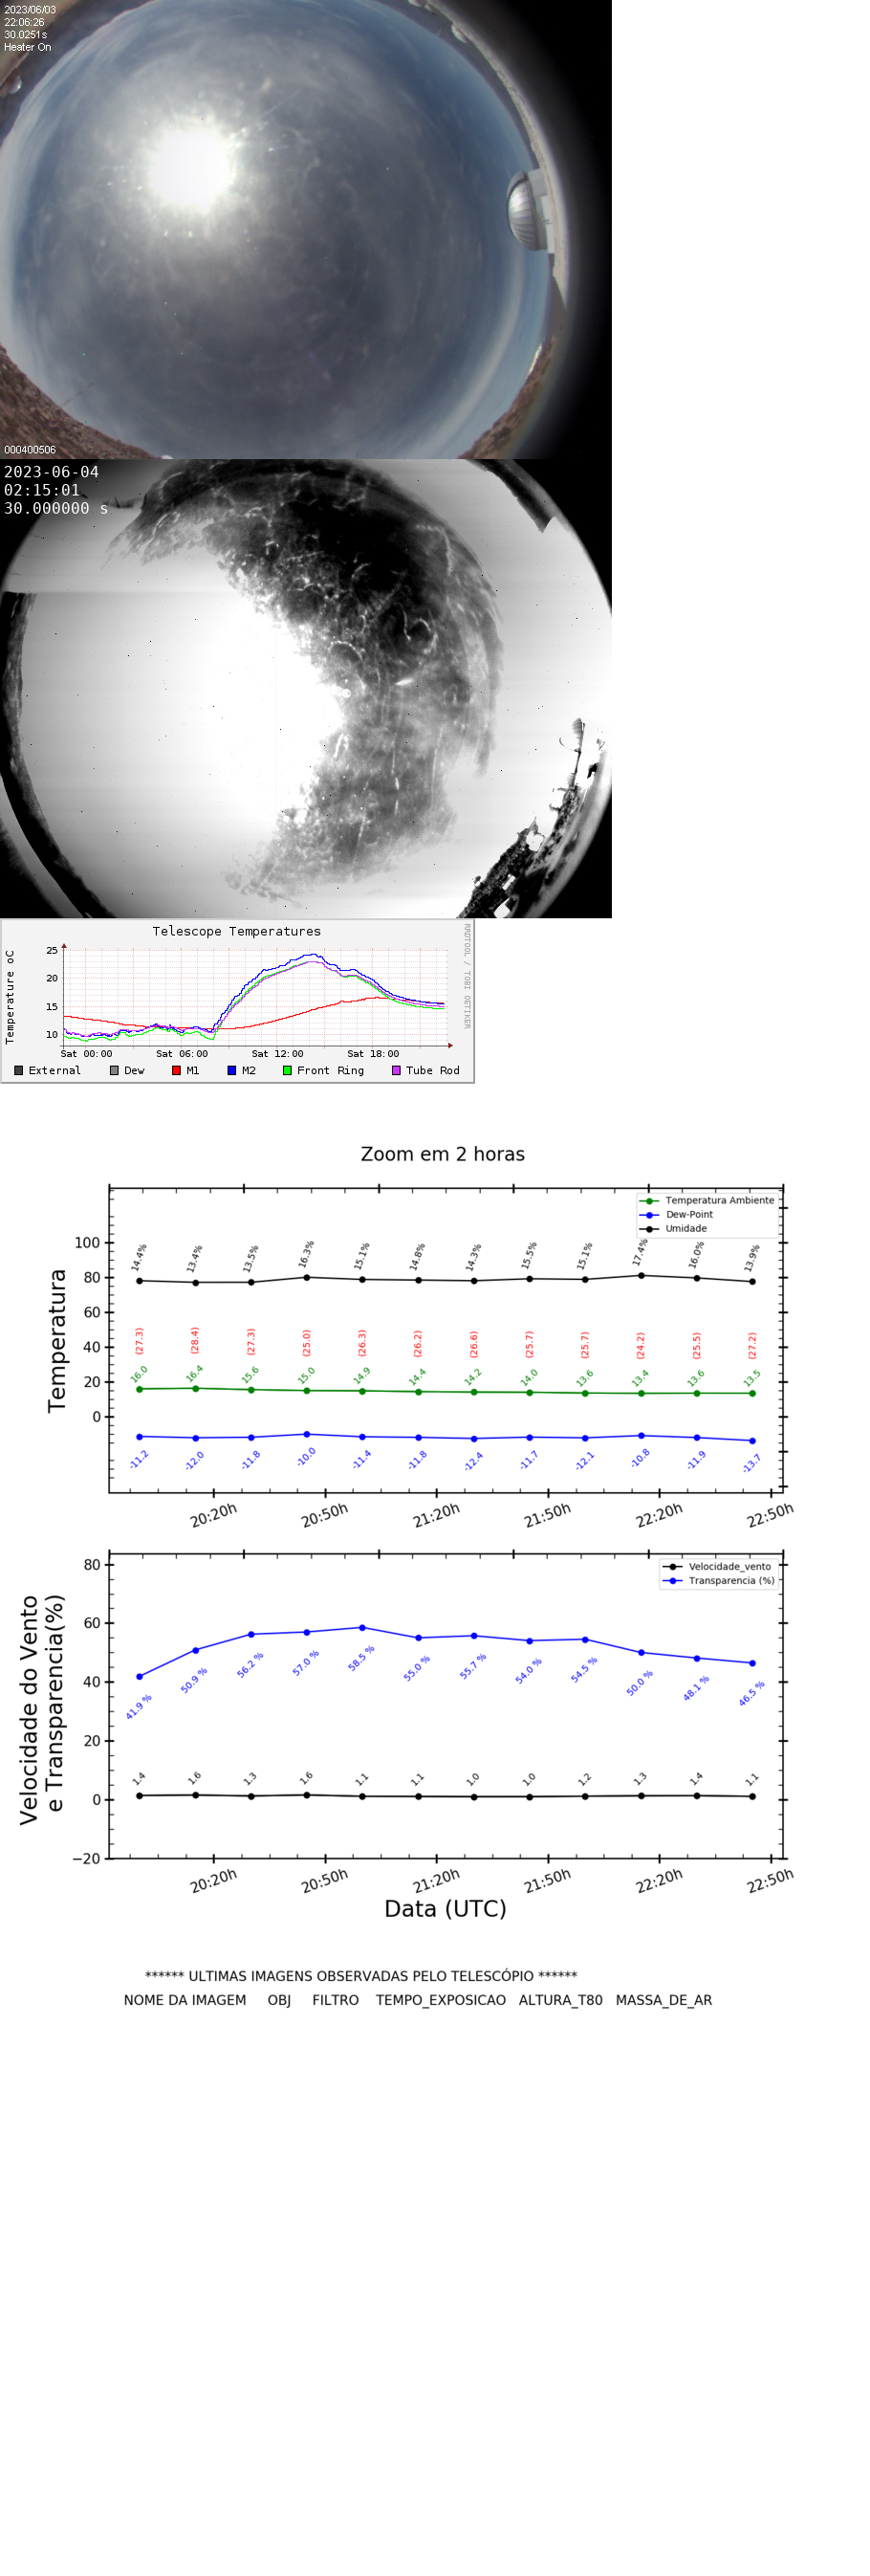 2023/06/03
22:06:26
30.0251s
Heater On
000400506
2023-06-04
02:15:01
30.000000 s
Telescope Temperatures
RRDTOOL / TOBI OETIKER
Temperature oC
25
20
15
10
Sat 00:00 Sat 06:00 Sat 12:00 Sat 18:00
External Dew M1 M2 Front Ring Tube Rod
Zoom em 2 horas
Temperatura
Temperatura Ambiente
Dew-Point
Umidade
100
80
60
40
20
0
14.4% 13.4% 13.5% 16.3% 15.1% 14.8% 14.3% 15.5% 15.1% 17.4% 16.0% 13.9%
(27.3) (28.4) (27.3) (25.0) (26.3) (26.2) (26.6) (25.7) (25.7) (24.2) (25.5) (27.2)
16.0 16.4 15.6 15.0 14.9 14.4 14.2 14.0 13.6 13.4 13.6 13.5
-11.2 -12.0 -11.8 -10.0 -11.4 -11.8 -12.4 -11.7 -12.1 -10.8 -11.9 -13.7
20:20h 20:50h 21:20h 21:50h 22:20h 22:50h
Velocidade do Vento
e Transparencia(%)
Velocidade_vento
Transparencia (%)
80
60
40
20
0
−20
41.9 % 50.9 % 56.2 % 57.0 % 58.5 % 55.0 % 55.7 % 54.0 % 54.5 % 50.0 % 48.1 % 46.5 %
1.4 1.6 1.3 1.6 1.1 1.1 1.0 1.0 1.2 1.3 1.4 1.1
20:20h 20:50h 21:20h 21:50h 22:20h 22:50h
Data (UTC)
****** ULTIMAS IMAGENS OBSERVADAS PELO TELESCÓPIO ******
NOME DA IMAGEM OBJ FILTRO TEMPO_EXPOSICAO ALTURA_T80 MASSA_DE_AR